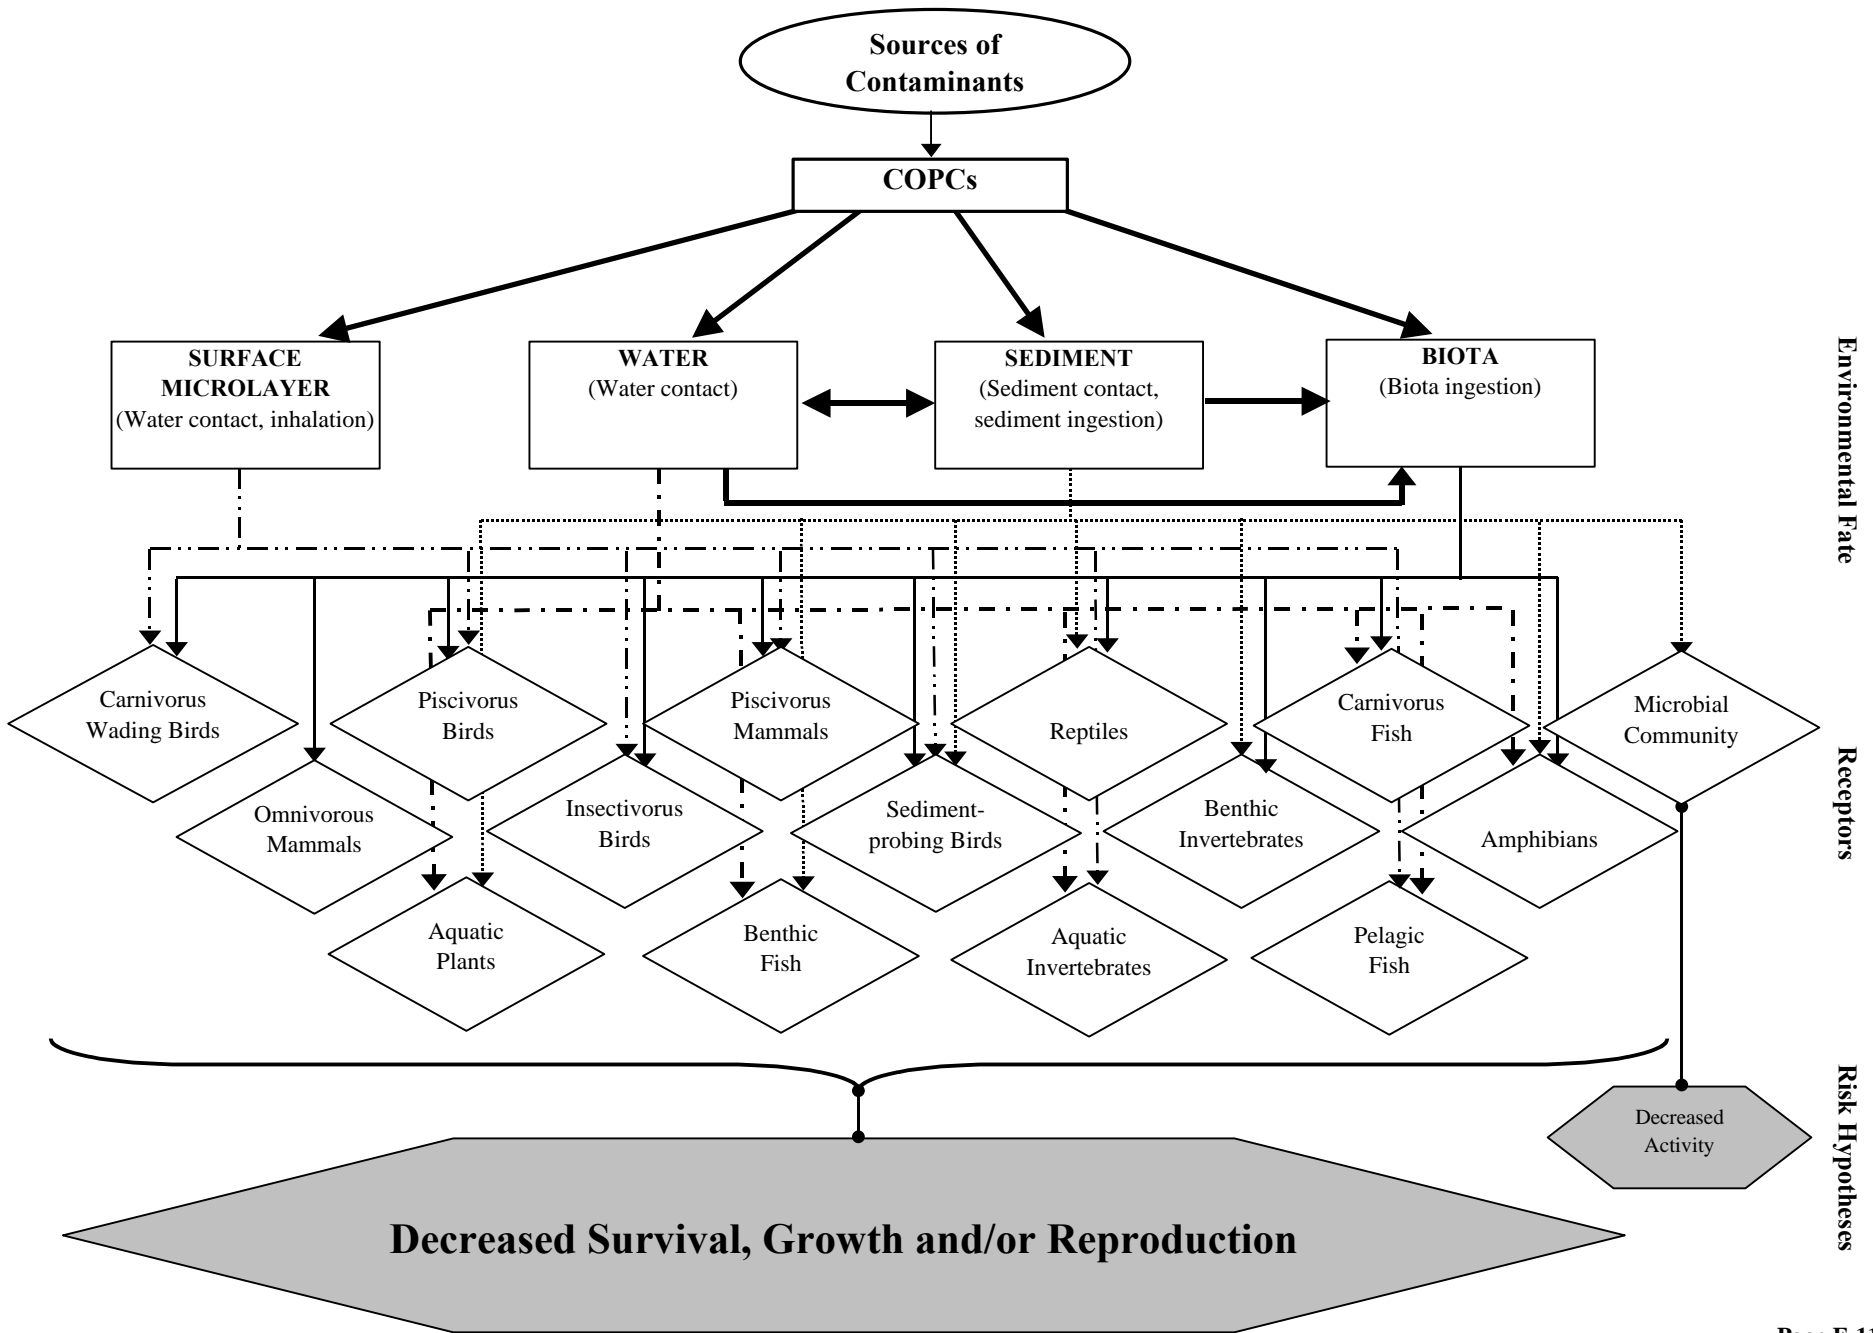 Sources of
Contaminants
COPCs
SURFACE
MICROLAYER
(Water contact, inhalation)
WATER
(Water contact)
SEDIMENT
(Sediment contact,
sediment ingestion)
BIOTA
(Biota ingestion)
Environmental Fate
Carnivorus
Wading Birds
Piscivorus
Birds
Piscivorus
Mammals
Reptiles
Carnivorus
Fish
Microbial
Community
Receptors
Omnivorous
Mammals
Insectivorus
Birds
Sediment-
probing Birds
Benthic
Invertebrates
Amphibians
Aquatic
Plants
Benthic
Fish
Aquatic
Invertebrates
Pelagic
Fish
Risk Hypotheses
Decreased
Activity
Decreased Survival, Growth and/or Reproduction